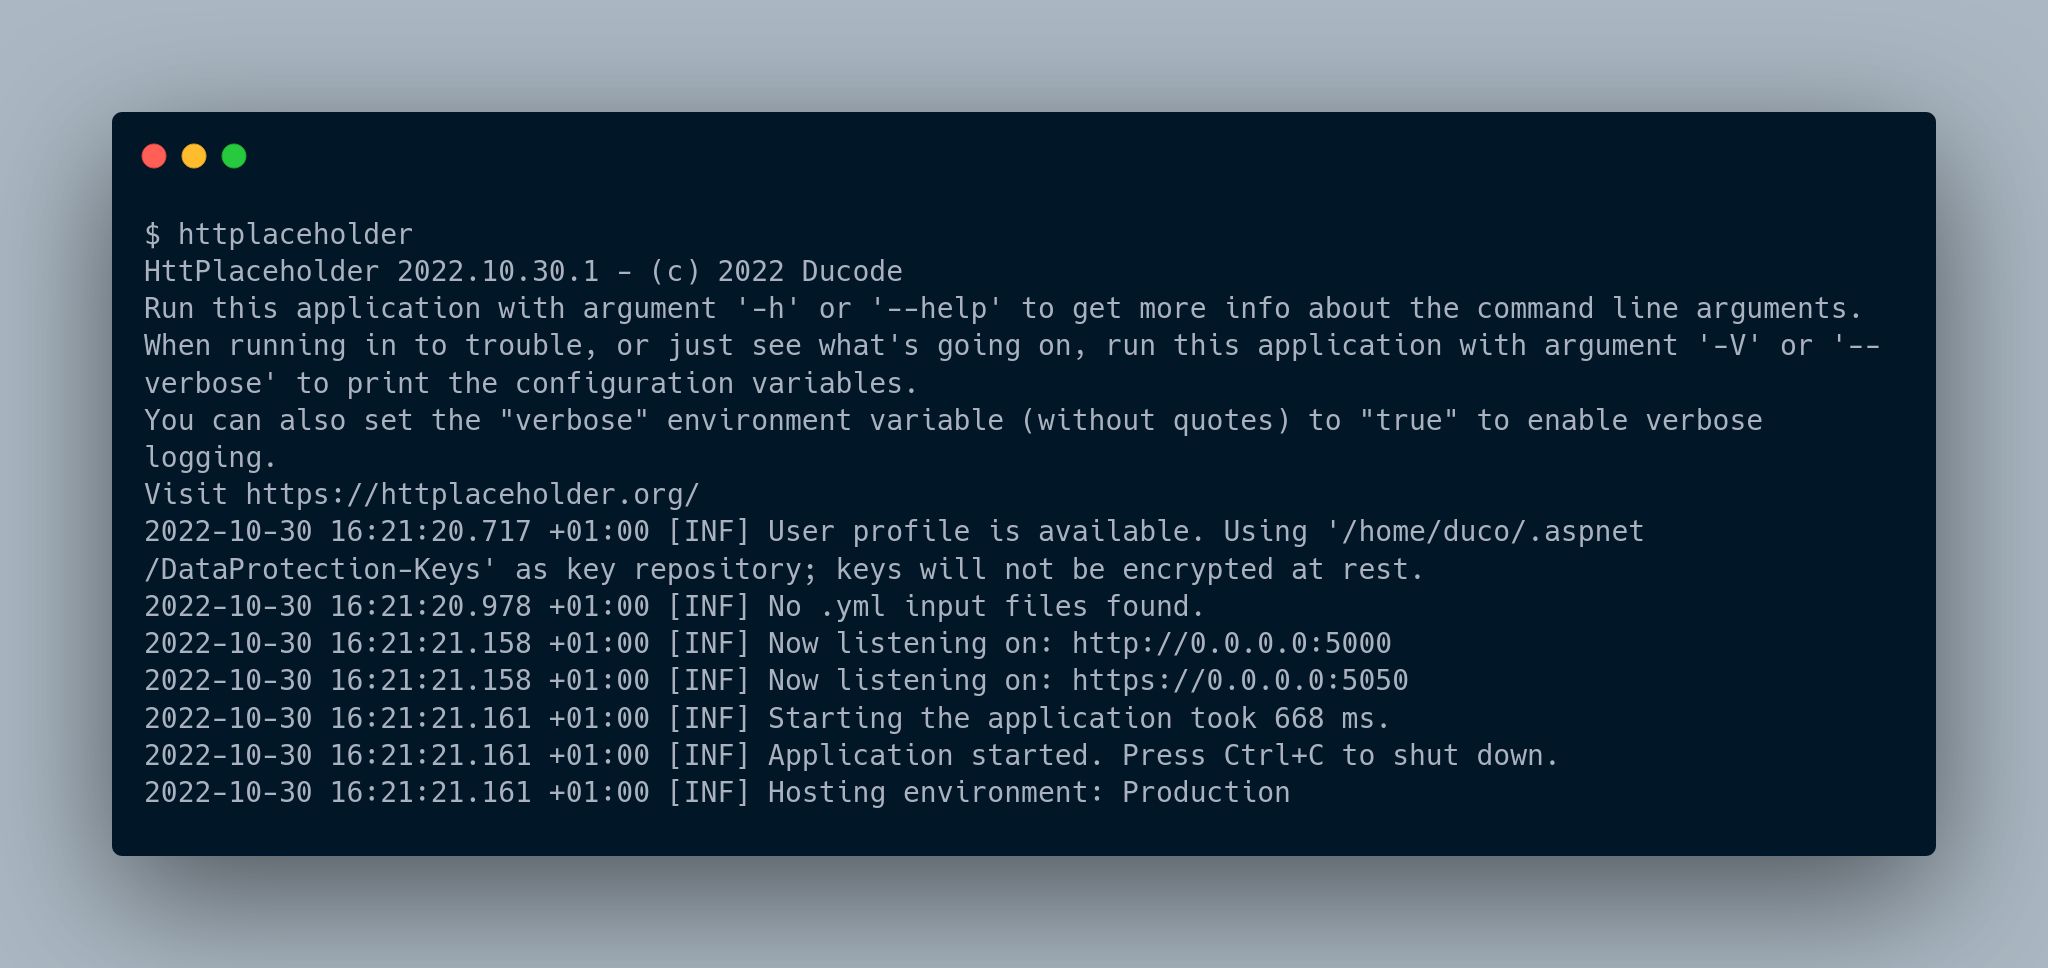 $ httplaceholder
HttPlaceholder 2022.10.30.1 - (c) 2022 Ducode
Run this application with argument '-h' or '--help' to get more info about the command line arguments.
When running in to trouble, or just see what's going on, run this application with argument '-V' or '--
verbose' to print the configuration variables.
You can also set the "verbose" environment variable (without quotes) to "true" to enable verbose
logging.
Visit https://httplaceholder.org/
2022-10-30 16:21:20.717 +01:00 [INF] User profile is available. Using '/home/duco/.aspnet
/DataProtection-Keys' as key repository; keys will not be encrypted at rest.
2022-10-30 16:21:20.978 +01:00 [INF] No .yml input files found.
2022-10-30 16:21:21.158 +01:00 [INF] Now listening on: http://0.0.0.0:5000
2022-10-30 16:21:21.158 +01:00 [INF] Now listening on: https://0.0.0.0:5050
2022-10-30 16:21:21.161 +01:00 [INF] Starting the application took 668 ms.
2022-10-30 16:21:21.161 +01:00 [INF] Application started. Press Ctrl+C to shut down.
2022-10-30 16:21:21.161 +01:00 [INF] Hosting environment: Production